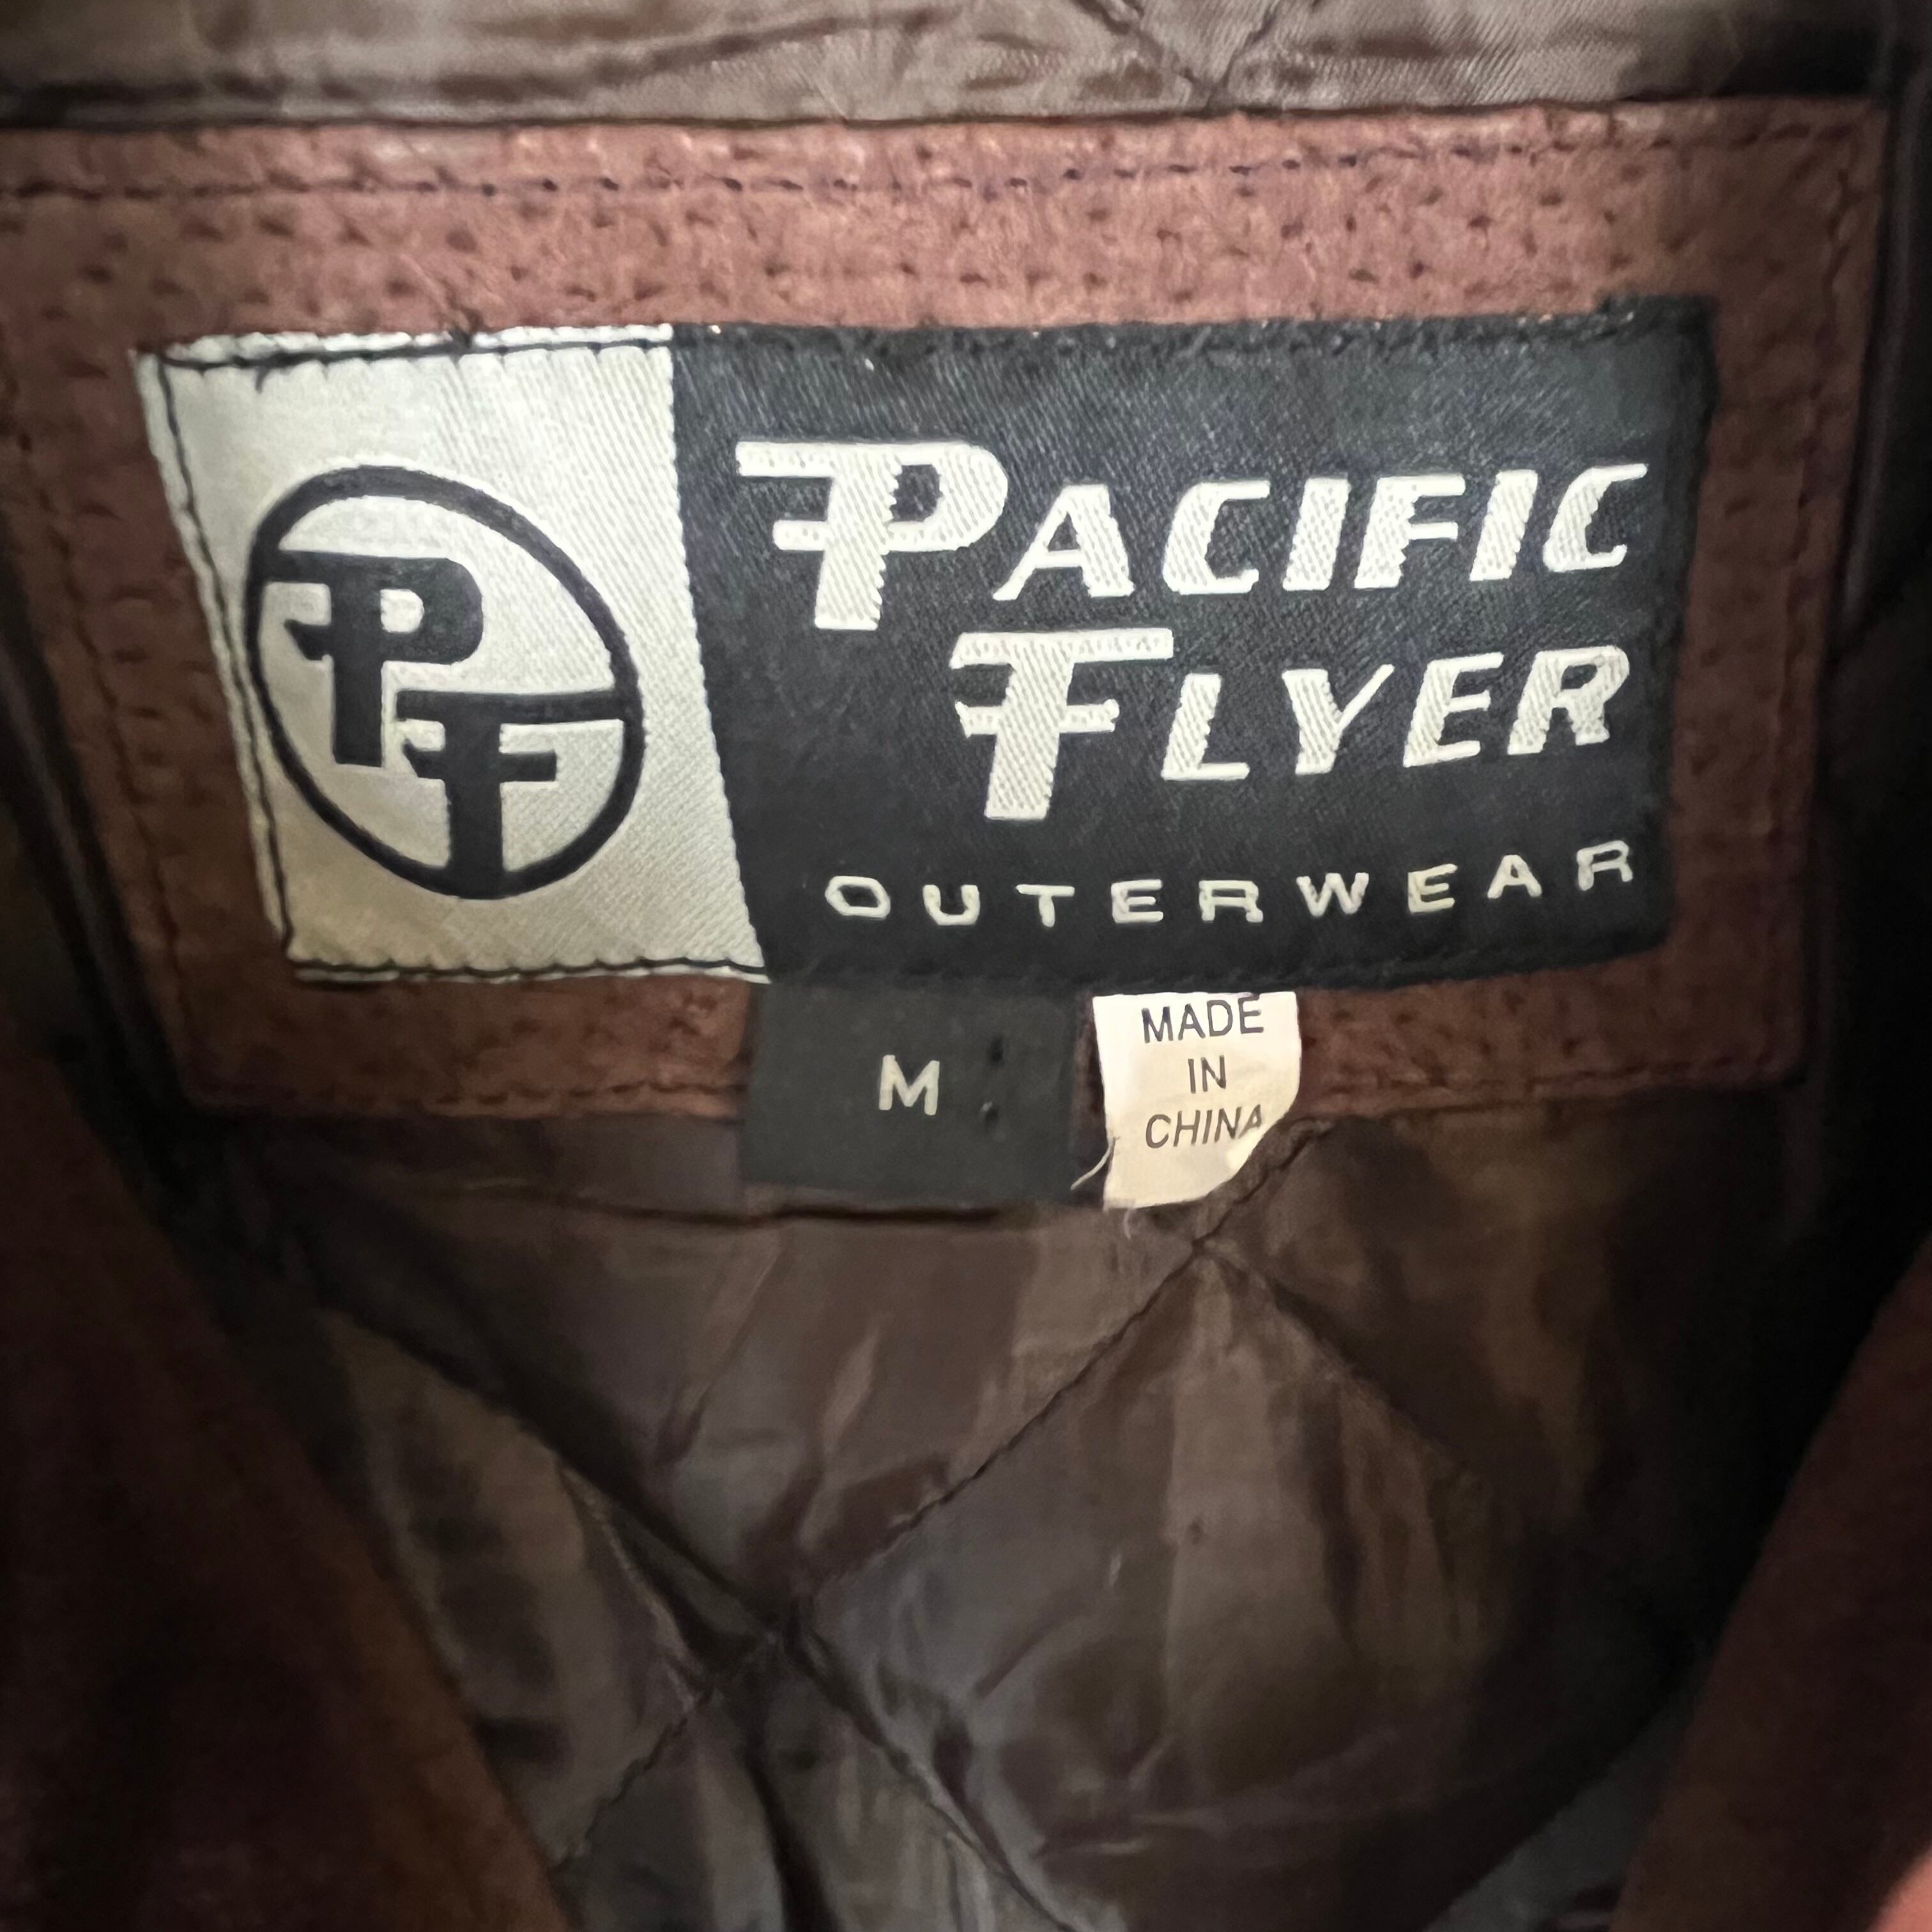 PF
PACIFIC
FLYER
OUTERWEAR
M
MADE
IN
CHINA